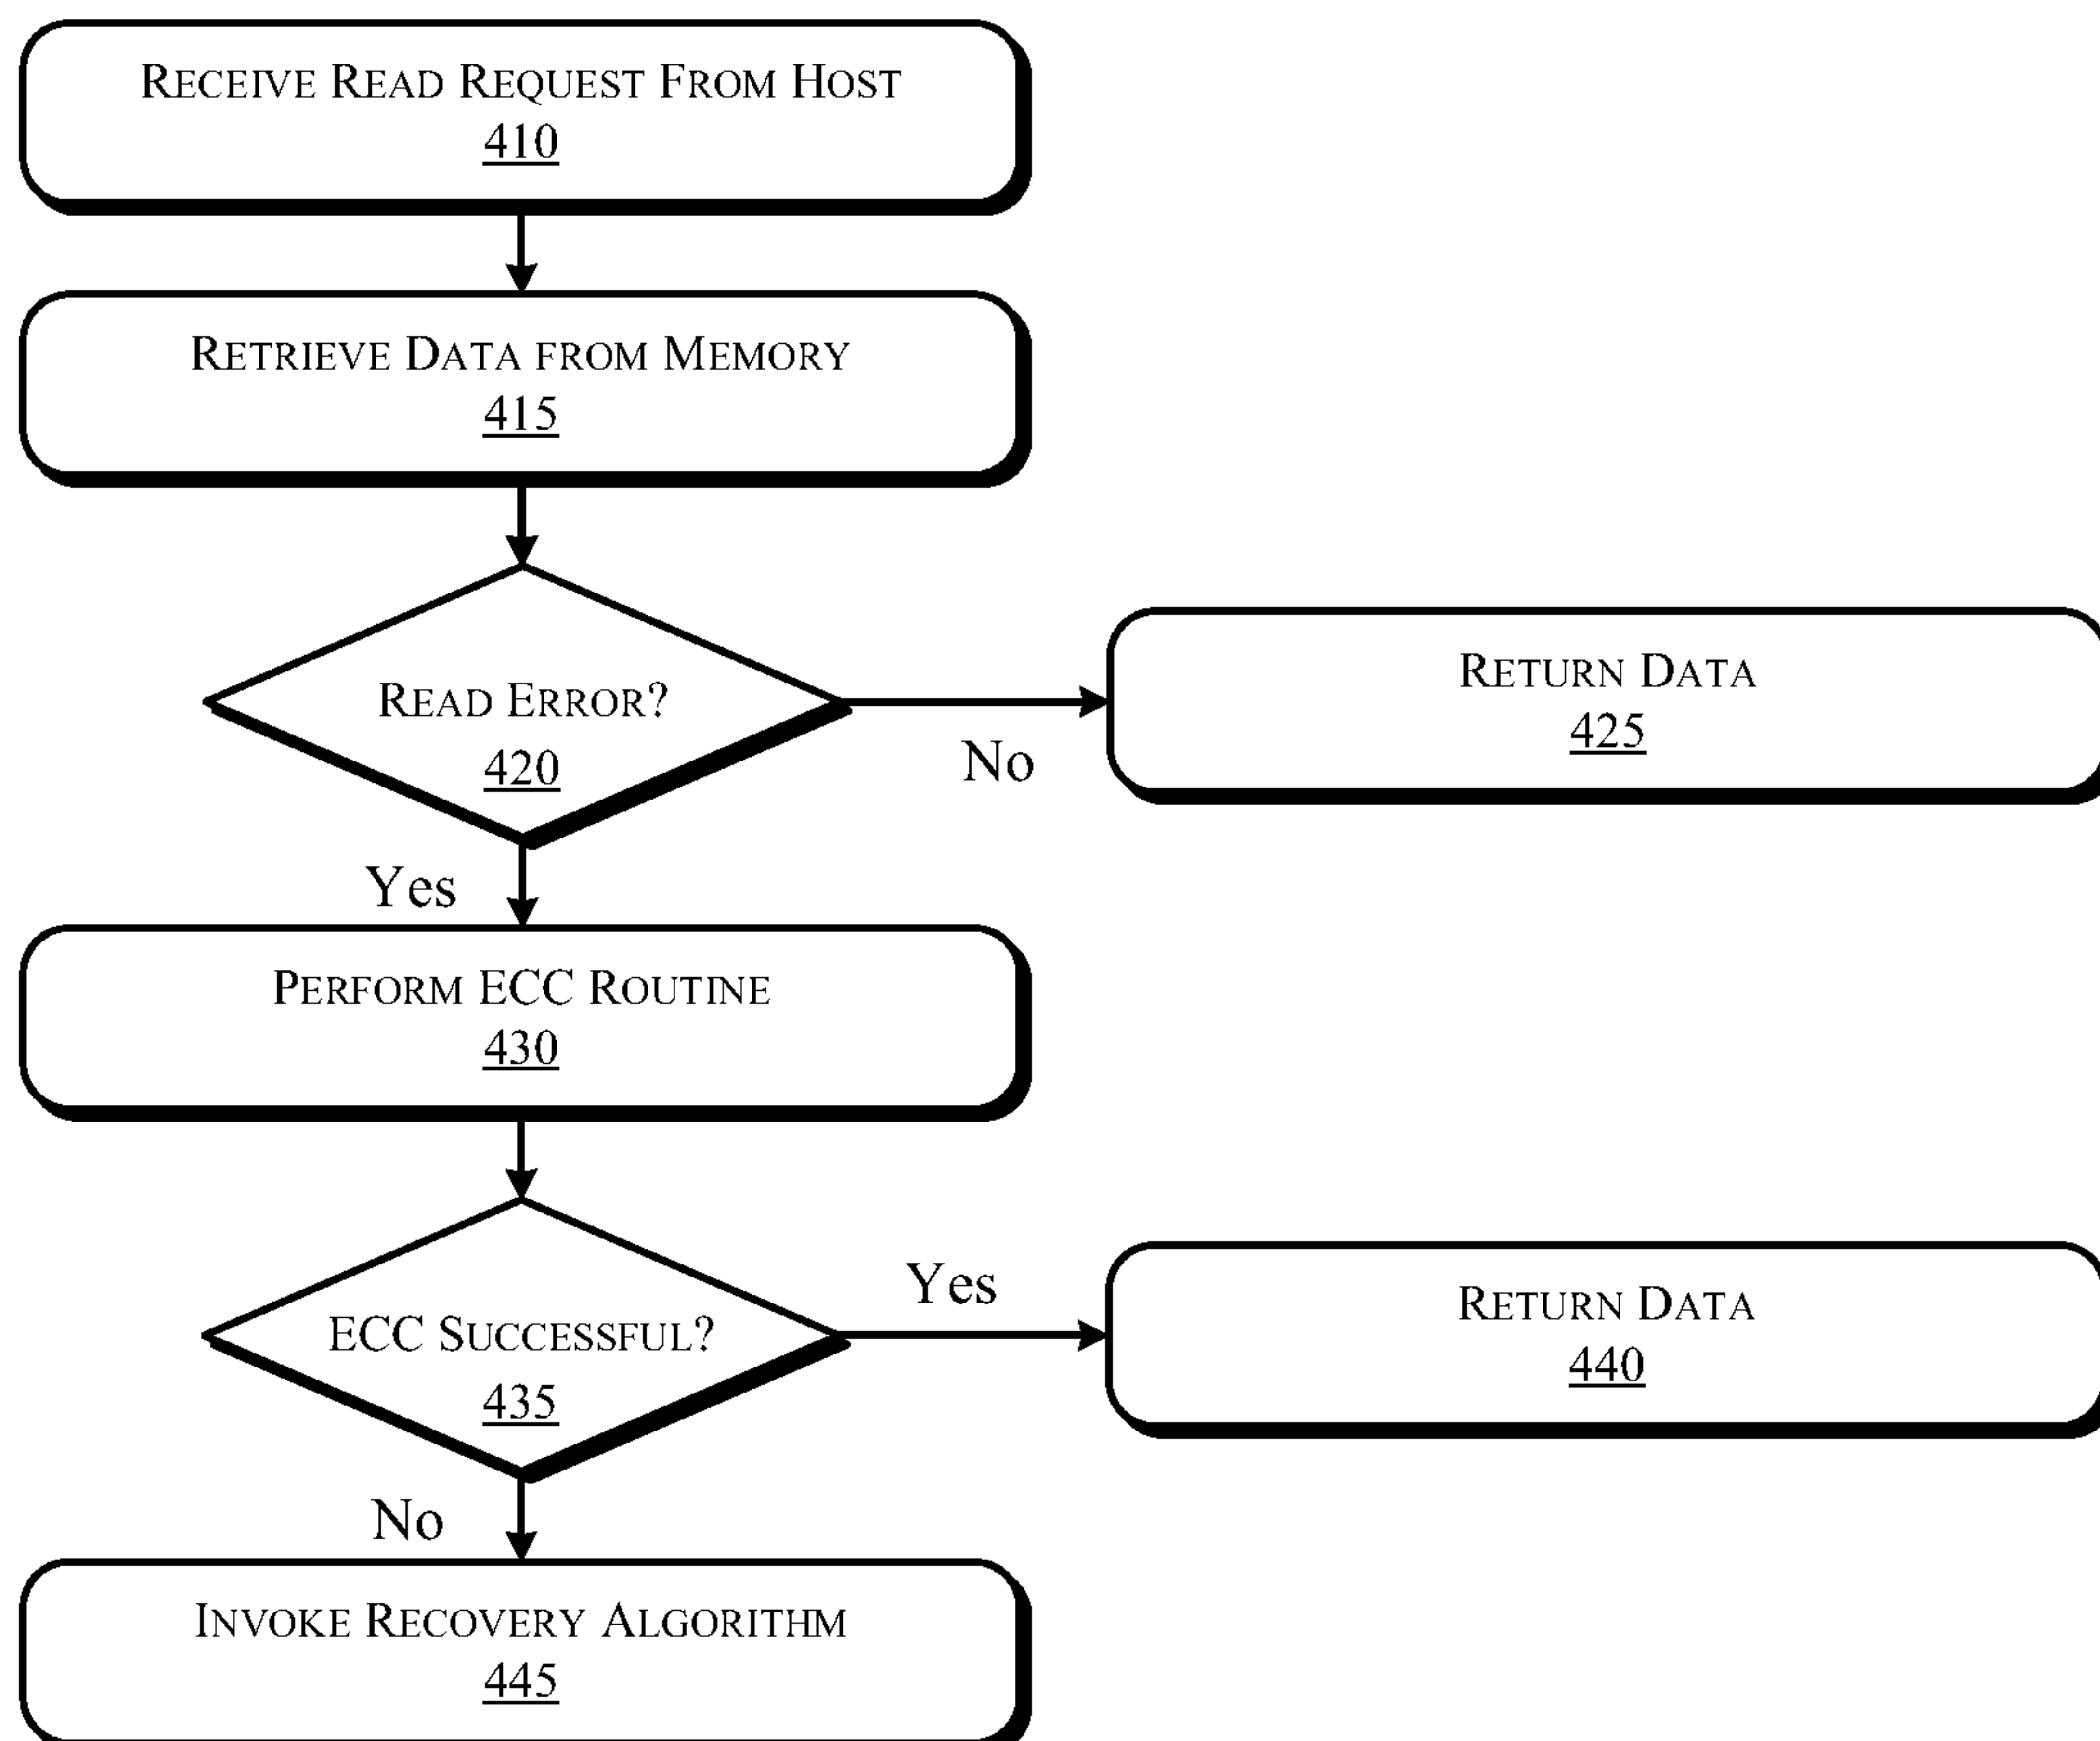 RECEIVE READ REQUEST FROM HOST
410
RETRIEVE DATA FROM MEMORY
415
READ ERROR?
420
No
RETURN DATA
425
Yes
PERFORM ECC ROUTINE
430
ECC SUCCESSFUL?
435
Yes
RETURN DATA
440
No
INVOKE RECOVERY ALGORITHM
445